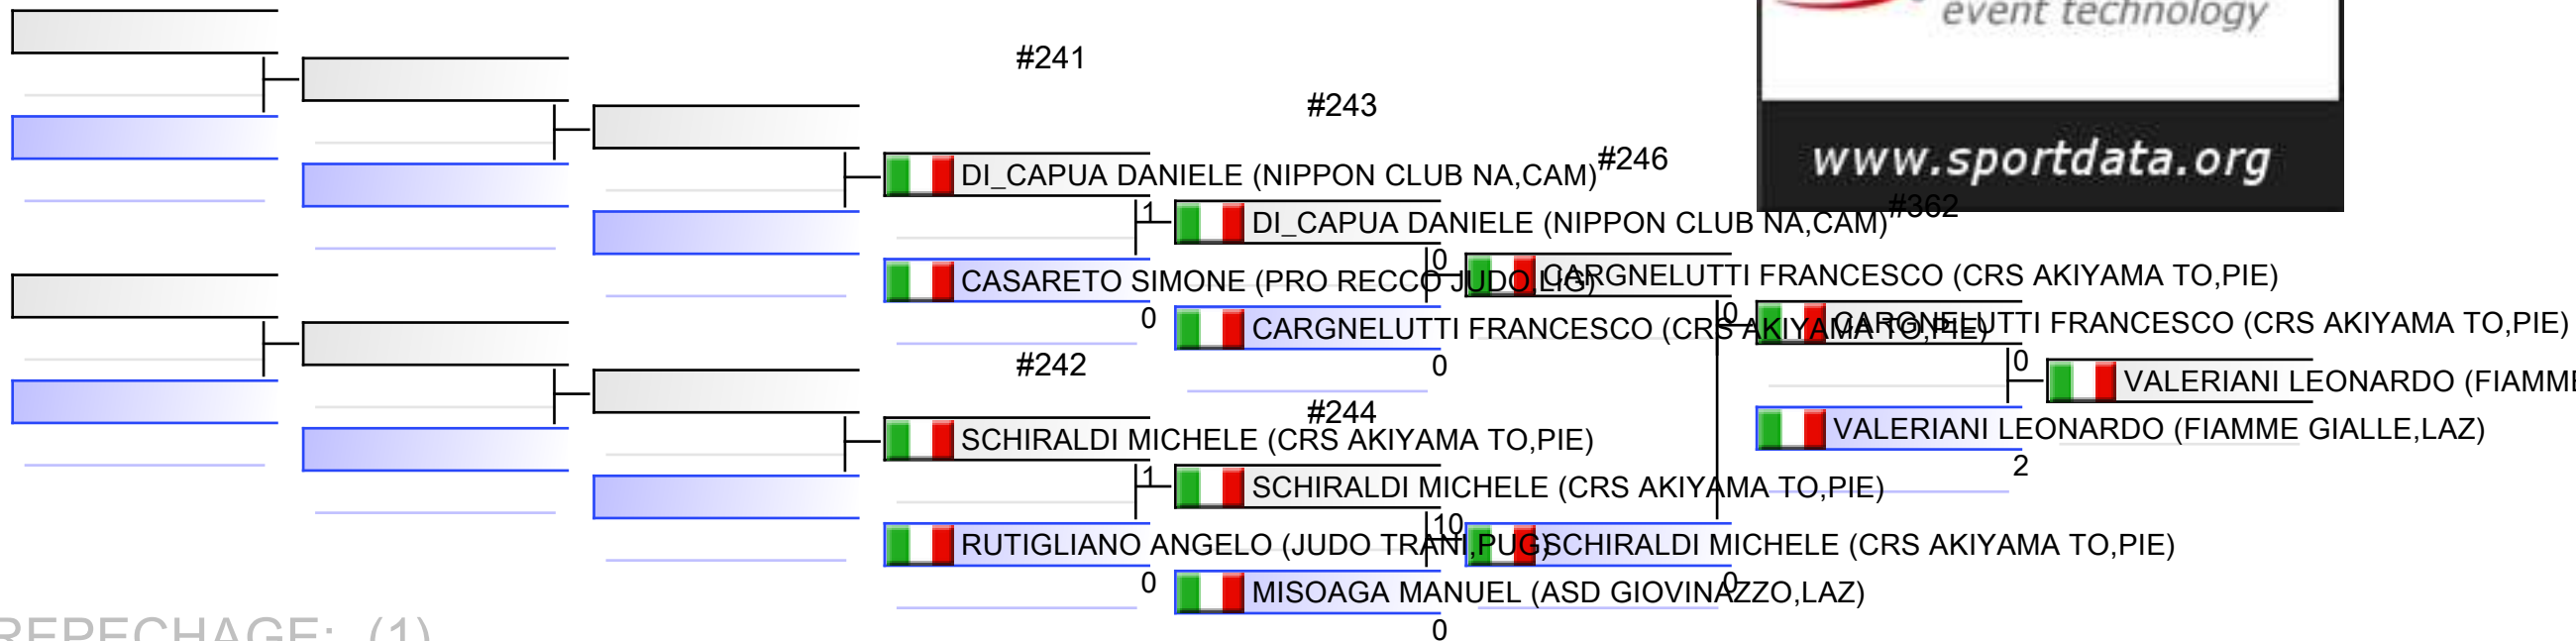 event technology
www.sportdata.org
#241
#243
#246
#362
DI_CAPUA DANIELE (NIPPON CLUB NA,CAM)
1
DI_CAPUA DANIELE (NIPPON CLUB NA,CAM)
0
CASARETO SIMONE (PRO RECCO JUDO,LIG)
0
CARGNELUTTI FRANCESCO (CRS AKIYAMA TO,PIE)
0
CARGNELUTTI FRANCESCO (CRS AKIYAMA TO,PIE)
0
CARGNELUTTI FRANCESCO (CRS AKIYAMA TO,PIE)
0
VALERIANI LEONARDO (FIAMME
VALERIANI LEONARDO (FIAMME GIALLE,LAZ)
2
#242
#244
SCHIRALDI MICHELE (CRS AKIYAMA TO,PIE)
1
SCHIRALDI MICHELE (CRS AKIYAMA TO,PIE)
10
RUTIGLIANO ANGELO (JUDO TRANI,PUG)
0
SCHIRALDI MICHELE (CRS AKIYAMA TO,PIE)
0
MISOAGA MANUEL (ASD GIOVINAZZO,LAZ)
0
REPECHAGE: (1)